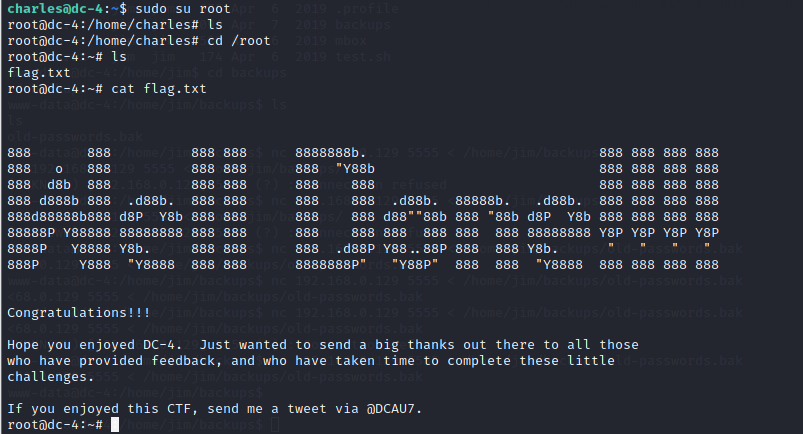 charles@dc-4:~$ sudo su root
root@dc-4:/home/charles# ls
root@dc-4:/home/charles# cd /root
root@dc-4:~# ls
flag.txt
root@dc-4:~# cat flag.txt
888       888          888 888      8888888b.                             888 888 888 888
888   o   888          888 888      888  "Y88b                            888 888 888 888
888  d8b  888          888 888      888    888                            888 888 888 888
888 d888b 888  .d88b.  888 888      888    888  .d88b.  88888b.   .d88b.  888 888 888 888
888d88888b888 d8P  Y8b 888 888      888    888 d88""88b 888 "88b d8P  Y8b 888 888 888 888
88888P Y88888 88888888 888 888      888    888 888  888 888  888 88888888 Y8P Y8P Y8P Y8P
8888P   Y8888 Y8b.     888 888      888  .d88P Y88..88P 888  888 Y8b.      "   "   "   "
888P     Y888  "Y8888  888 888      8888888P"   "Y88P"  888  888  "Y8888  888 888 888 888
Congratulations!!!
Hope you enjoyed DC-4.  Just wanted to send a big thanks out there to all those
who have provided feedback, and who have taken time to complete these little
challenges.
If you enjoyed this CTF, send me a tweet via @DCAU7.
root@dc-4:~#